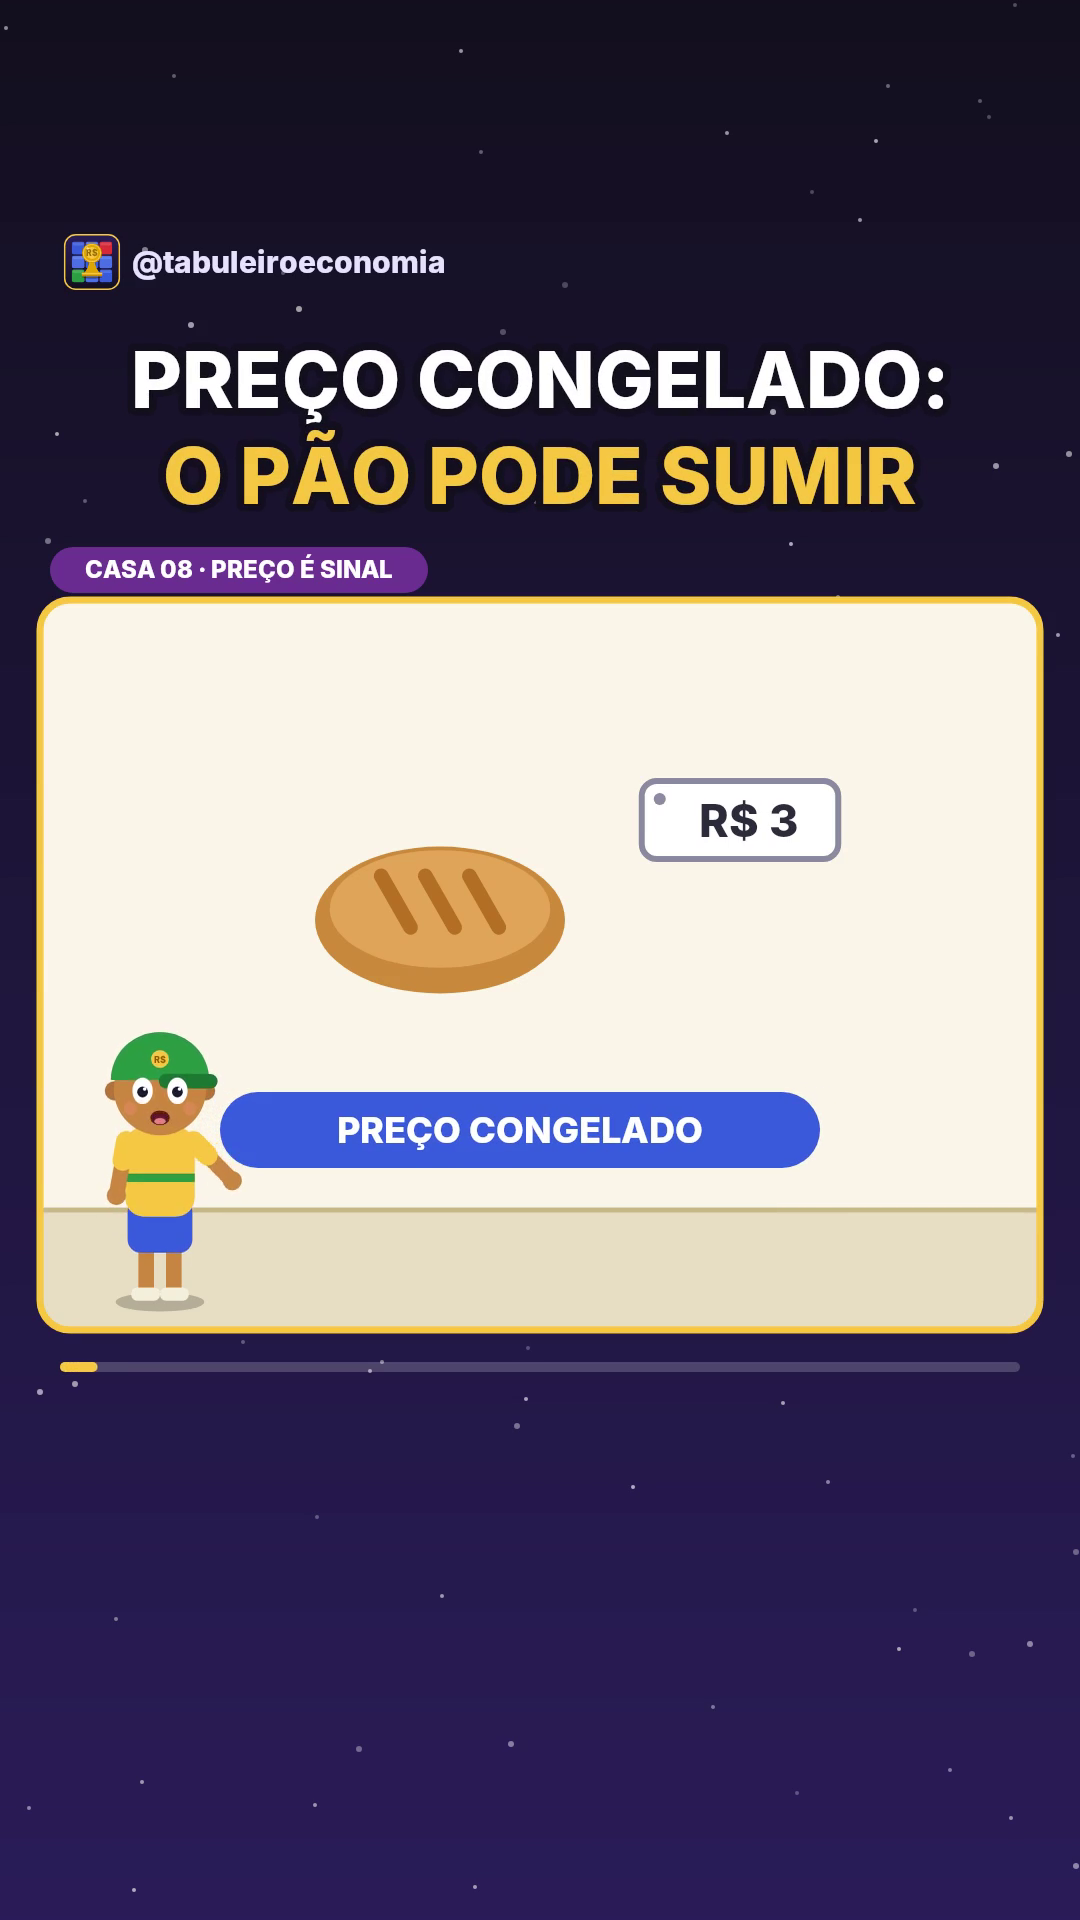 @tabuleiroeconomia
PREÇO CONGELADO:
O PÃO PODE SUMIR
CASA 08 · PREÇO É SINAL
R$ 3
R$
PREÇO CONGELADO